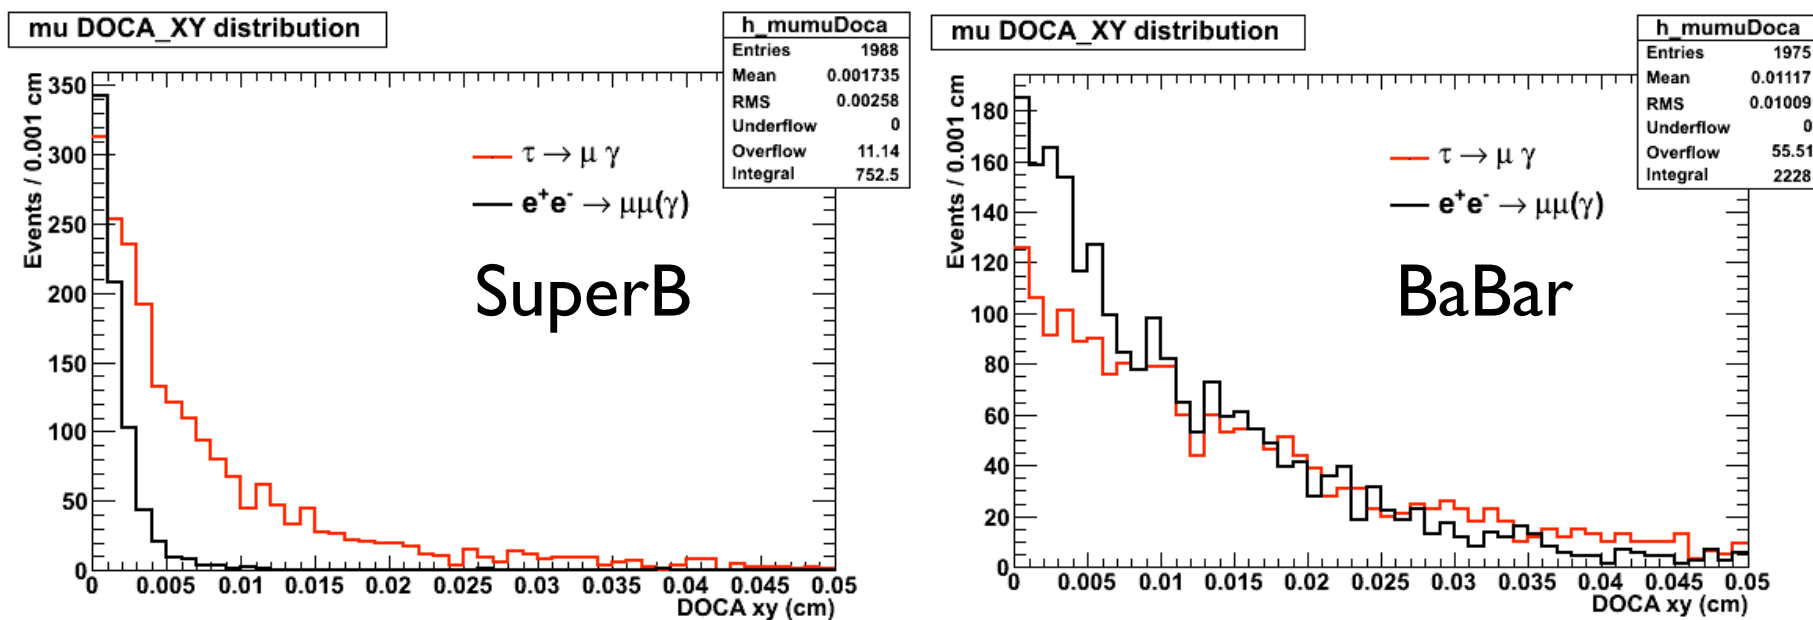 mu DOCA_XY distribution
h_mumuDoca
Entries 1988
Mean 0.001735
RMS 0.00258
Underflow 0
Overflow 11.14
Integral 752.5
Events / 0.001 cm
350
300
250
200
150
100
50
0
τ → μ γ
e⁺e⁻ → μμ(γ)
SuperB
0 0.005 0.01 0.015 0.02 0.025 0.03 0.035 0.04 0.045 0.05
DOCA xy (cm)
mu DOCA_XY distribution
h_mumuDoca
Entries 1975
Mean 0.01117
RMS 0.01009
Underflow 0
Overflow 55.51
Integral 2228
Events / 0.001 cm
180
160
140
120
100
80
60
40
20
0
τ → μ γ
e⁺e⁻ → μμ(γ)
BaBar
0 0.005 0.01 0.015 0.02 0.025 0.03 0.035 0.04 0.045 0.05
DOCA xy (cm)